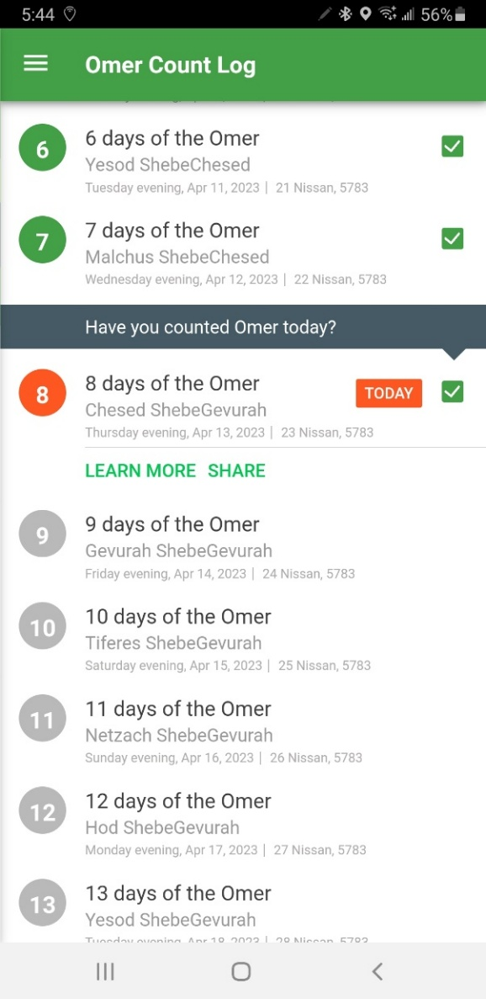 5:44 56%
Omer Count Log
6 6 days of the Omer
Yesod ShebeChesed
Tuesday evening, Apr 11, 2023 | 21 Nissan, 5783
7 7 days of the Omer
Malchus ShebeChesed
Wednesday evening, Apr 12, 2023 | 22 Nissan, 5783
Have you counted Omer today?
8 8 days of the Omer TODAY
Chesed ShebeGevurah
Thursday evening, Apr 13, 2023 | 23 Nissan, 5783
LEARN MORE SHARE
9 9 days of the Omer
Gevurah ShebeGevurah
Friday evening, Apr 14, 2023 | 24 Nissan, 5783
10 10 days of the Omer
Tiferes ShebeGevurah
Saturday evening, Apr 15, 2023 | 25 Nissan, 5783
11 11 days of the Omer
Netzach ShebeGevurah
Sunday evening, Apr 16, 2023 | 26 Nissan, 5783
12 12 days of the Omer
Hod ShebeGevurah
Monday evening, Apr 17, 2023 | 27 Nissan, 5783
13 13 days of the Omer
Yesod ShebeGevurah
Tuesday evening, Apr 18, 2023 | 28 Nissan, 5783